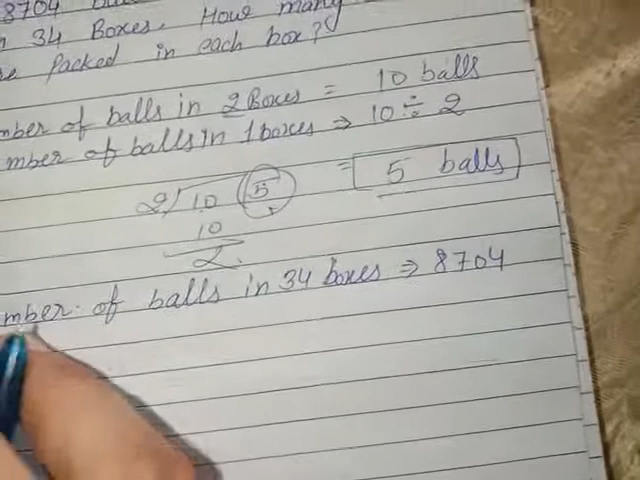 8704
34 Boxes. How many
Packed in each box?
mber of balls in 2 Boxes = 10 balls
mber of balls in 1 boxes ⇒ 10 ÷ 2
= 5 balls
2/10 5
10
mber of balls in 34 boxes ⇒ 8704